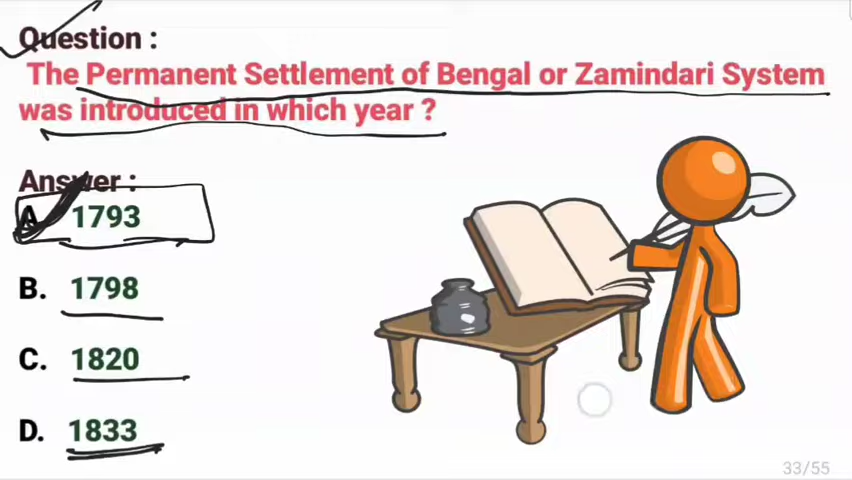 Question :
The Permanent Settlement of Bengal or Zamindari System
was introduced in which year ?
Answer :
A. 1793
B. 1798
C. 1820
D. 1833
33/55